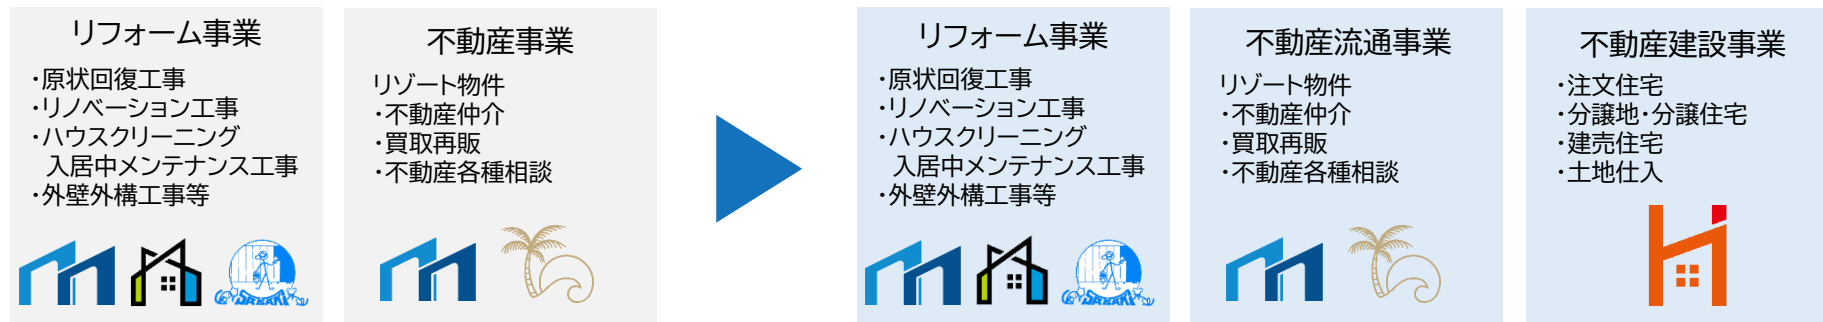 リフォーム事業
・原状回復工事
・リノベーション工事
・ハウスクリーニング
入居中メンテナンス工事
・外壁外構工事等
SAKAKI
不動産事業
リゾート物件
・不動産仲介
・買取再販
・不動産各種相談
リフォーム事業
・原状回復工事
・リノベーション工事
・ハウスクリーニング
入居中メンテナンス工事
・外壁外構工事等
SAKAKI
不動産流通事業
リゾート物件
・不動産仲介
・買取再販
・不動産各種相談
不動産建設事業
・注文住宅
・分譲地・分譲住宅
・建売住宅
・土地仕入